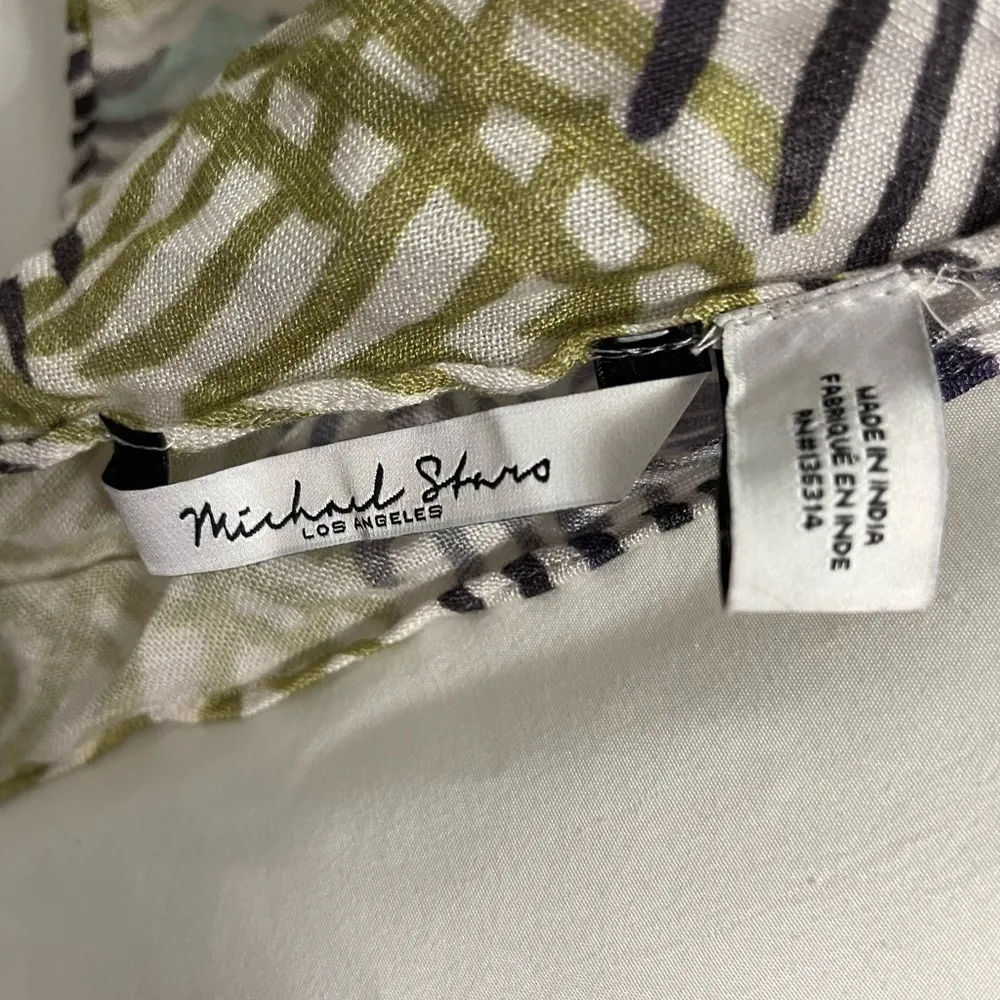 Michael Stars
LOS ANGELES
MADE IN INDIA
FABRIQUÉ EN INDE
RN#135314